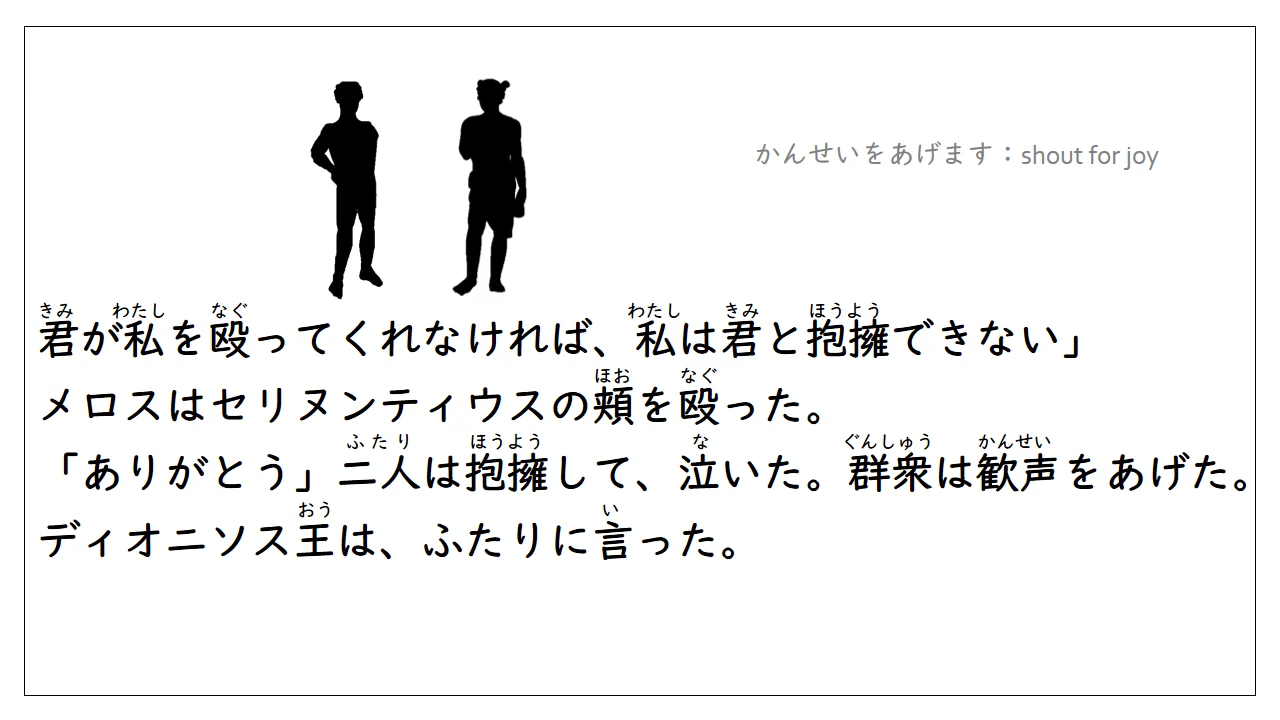 かんせいをあげます：shout for joy
君が私を殴ってくれなければ、私は君と抱擁できない」
メロスはセリヌンティウスの頬を殴った。
「ありがとう」二人は抱擁して、泣いた。群衆は歓声をあげた。
ディオニソス王は、ふたりに言った。